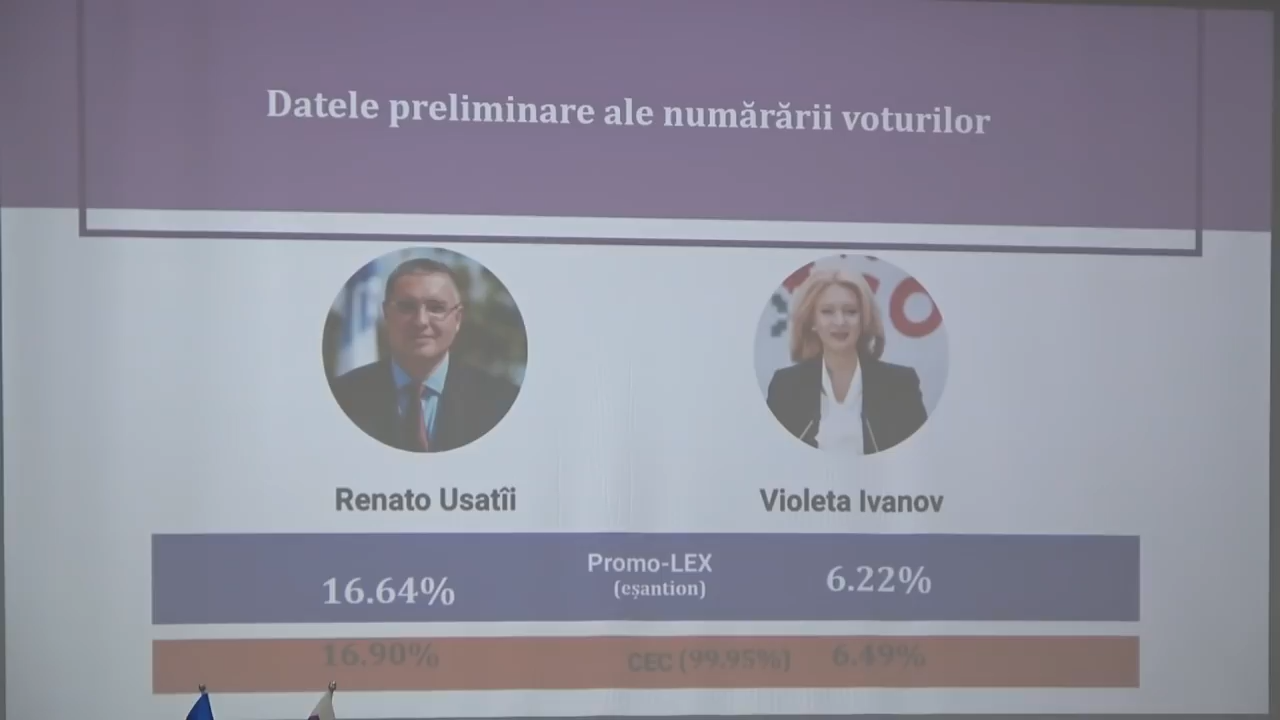 Datele preliminare ale numărării voturilor
Renato Usatîi
Violeta Ivanov
16.64%
Promo-LEX
(eșantion)
6.22%
16.90%
CEC (99.95%)
6.49%